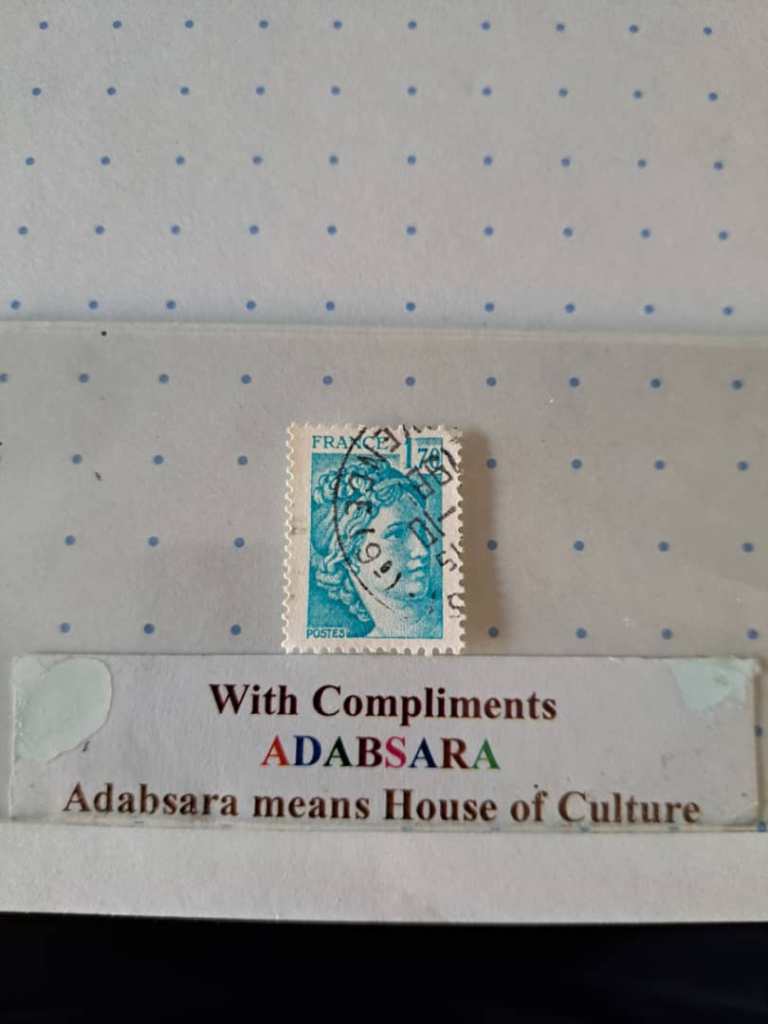 FRANCE 1,70
POSTES
With Compliments
ADABSARA
Adabsara means House of Culture